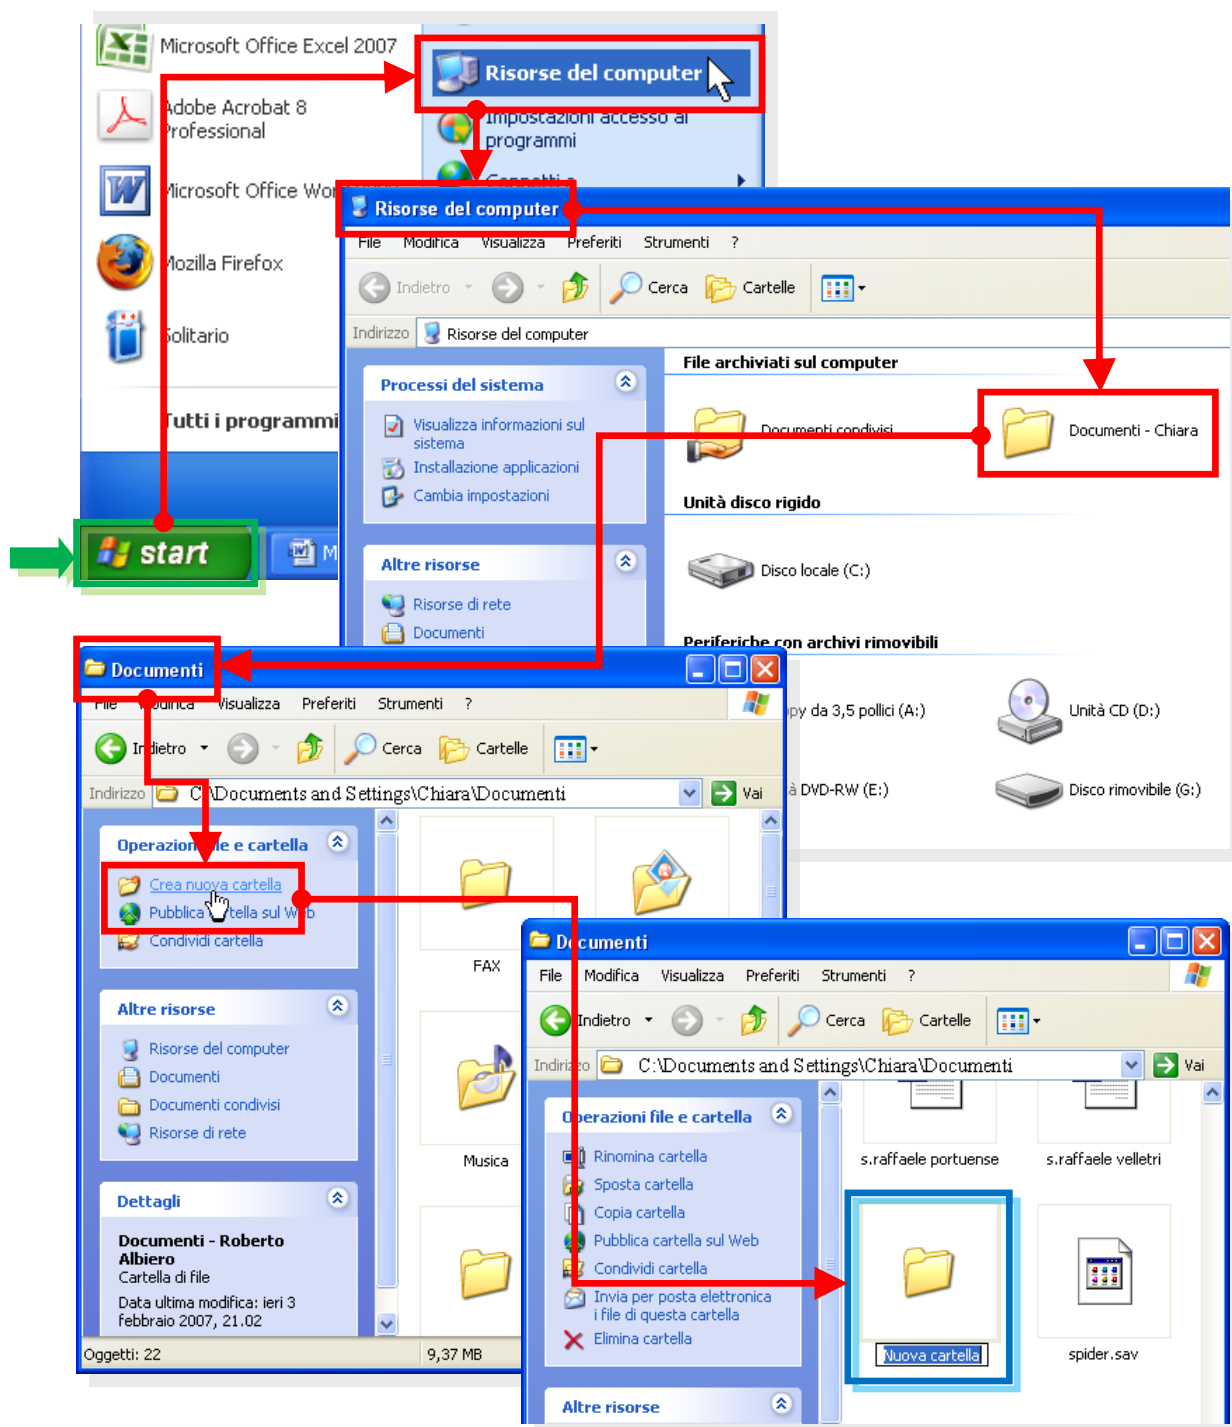 Microsoft Office Excel 2007
Risorse del computer
Adobe Acrobat 8
Professional
Impostazioni accesso ai
programmi
Microsoft Office
Mozilla Firefox
Solitario
Tutti i programmi
start
Risorse del computer
File Modifica Visualizza Preferiti Strumenti ?
Indietro Cerca Cartelle
Indirizzo Risorse del computer
Processi del sistema
Visualizza informazioni sul
sistema
Installazione applicazioni
Cambia impostazioni
Altre risorse
Risorse di rete
Documenti
File archiviati sul computer
Documenti condivisi
Documenti - Chiara
Unità disco rigido
Disco locale (C:)
Periferiche con archivi rimovibili
da 3,5 pollici (A:)
Unità CD (D:)
DVD-RW (E:)
Disco rimovibile (G:)
Documenti
File Modifica Visualizza Preferiti Strumenti ?
Indietro Cerca Cartelle
Indirizzo C:\Documents and Settings\Chiara\Documenti Vai
Operazioni file e cartella
Crea nuova cartella
Pubblica cartella sul Web
Condividi cartella
Altre risorse
Risorse del computer
Documenti
Documenti condivisi
Risorse di rete
Dettagli
Documenti - Roberto
Albiero
Cartella di file
Data ultima modifica: ieri 3
febbraio 2007, 21.02
FAX
Musica
Oggetti: 22
9,37 MB
Documenti
File Modifica Visualizza Preferiti Strumenti ?
Indietro Cerca Cartelle
Indirizzo C:\Documents and Settings\Chiara\Documenti Vai
Operazioni file e cartella
Rinomina cartella
Sposta cartella
Copia cartella
Pubblica cartella sul Web
Condividi cartella
Invia per posta elettronica
i file di questa cartella
Elimina cartella
Altre risorse
s.raffaele portuense
s.raffaele velletri
Nuova cartella
spider.sav